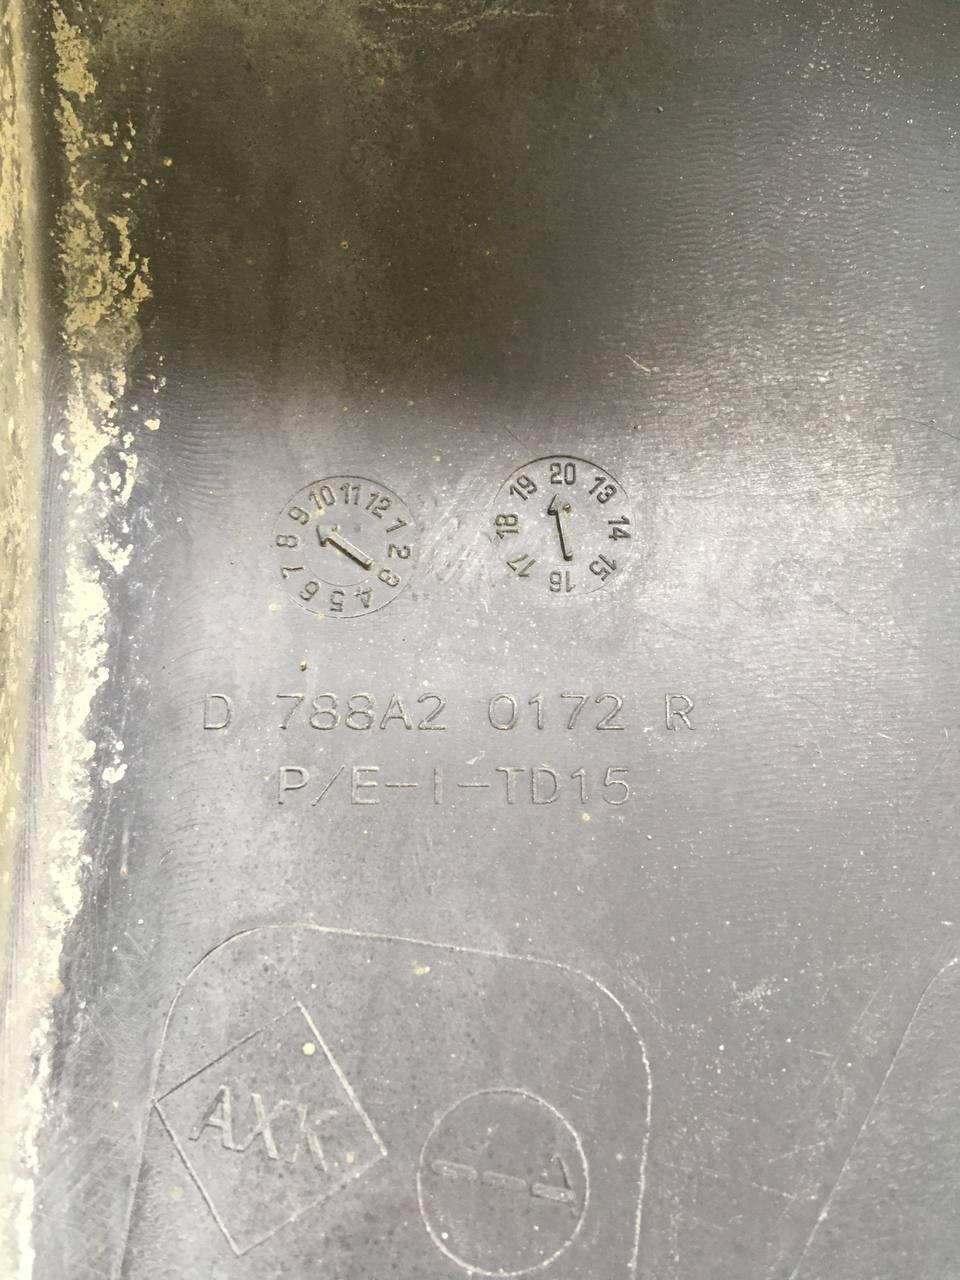 10 11 12 1 2 3 4 5 6 7 8 9
20 13 14 15 16 17 18 19
D 788A2 0172 R
P/E-I-TD15
AXK